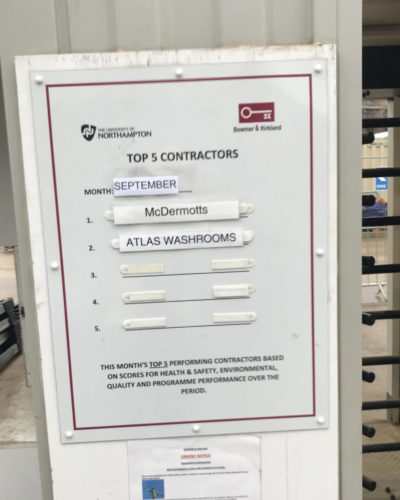 THE UNIVERSITY OF
NORTHAMPTON
Bowmer & Kirkland
TOP 5 CONTRACTORS
MONTH: SEPTEMBER
1. McDermotts
2. ATLAS WASHROOMS
3.
4.
5.
THIS MONTH'S TOP 5 PERFORMING CONTRACTORS BASED
ON SCORES FOR HEALTH & SAFETY, ENVIRONMENTAL,
QUALITY AND PROGRAMME PERFORMANCE OVER THE
PERIOD.
URGENT NOTICE